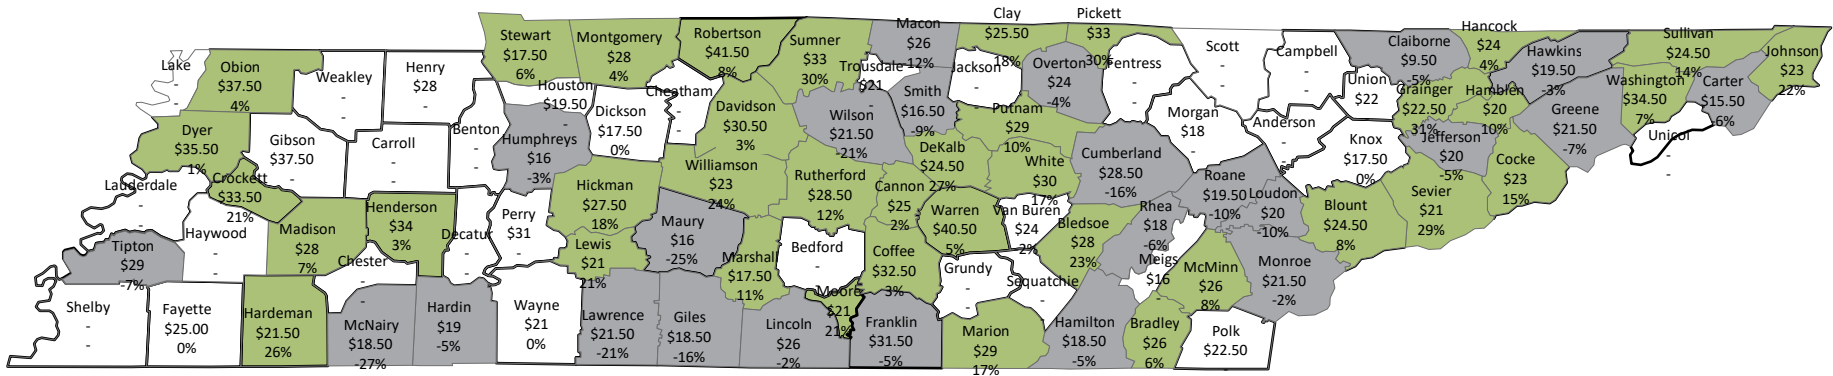 Lake
-
-
Obion
$37.50
4%
Weakley
-
-
Henry
$28
-
Stewart
$17.50
6%
Montgomery
$28
4%
Robertson
$41.50
8%
Sumner
$33
30%
Macon
$26
-12%
Clay
$25.50
18%
Pickett
$33
30%
Scott
-
-
Campbell
-
-
Claiborne
$9.50
-5%
Hancock
$24
4%
Hawkins
$19.50
-3%
Sullivan
$24.50
14%
Johnson
$23
22%
Dyer
$35.50
1%
Gibson
$37.50
-
Carroll
-
-
Benton
-
-
Houston
$19.50
-
Humphreys
$16
-3%
Dickson
$17.50
0%
Cheatham
-
-
Davidson
$30.50
3%
Trousdale
$21
-
Wilson
$21.50
-21%
Smith
$16.50
-9%
Jackson
-
-
Overton
$24
-4%
Fentress
-
-
Putnam
$29
10%
Morgan
$18
-
Anderson
-
-
Union
$22
-
Grainger
$22.50
31%
Hamblen
$20
10%
Jefferson
$20
-5%
Greene
$21.50
-7%
Washington
$34.50
7%
Carter
$15.50
-6%
Unicoi
-
-
Lauderdale
-
-
Crockett
$33.50
21%
Haywood
-
-
Madison
$28
7%
Henderson
$34
3%
Decatur
-
-
Perry
$31
-
Hickman
$27.50
18%
Williamson
$23
24%
Rutherford
$28.50
12%
Cannon
$25
2%
DeKalb
$24.50
27%
White
$30
17%
Cumberland
$28.50
-16%
Roane
$19.50
-10%
Loudon
$20
-10%
Knox
$17.50
0%
Blount
$24.50
8%
Sevier
$21
29%
Cocke
$23
15%
Tipton
$29
-7%
Chester
-
-
Lewis
$21
21%
Maury
$16
-25%
Marshall
$17.50
11%
Bedford
-
-
Coffee
$32.50
3%
Warren
$40.50
5%
Van Buren
$24
2%
Bledsoe
$28
23%
Rhea
$18
-6%
Meigs
$16
-
McMinn
$26
8%
Monroe
$21.50
-2%
Shelby
-
-
Fayette
$25.00
0%
Hardeman
$21.50
26%
McNairy
$18.50
-27%
Hardin
$19
-5%
Wayne
$21
0%
Lawrence
$21.50
-21%
Giles
$18.50
-16%
Lincoln
$26
-2%
Moore
$21
21%
Franklin
$31.50
-5%
Grundy
-
-
Sequatchie
-
-
Marion
$29
17%
Hamilton
$18.50
-5%
Bradley
$26
6%
Polk
$22.50
-